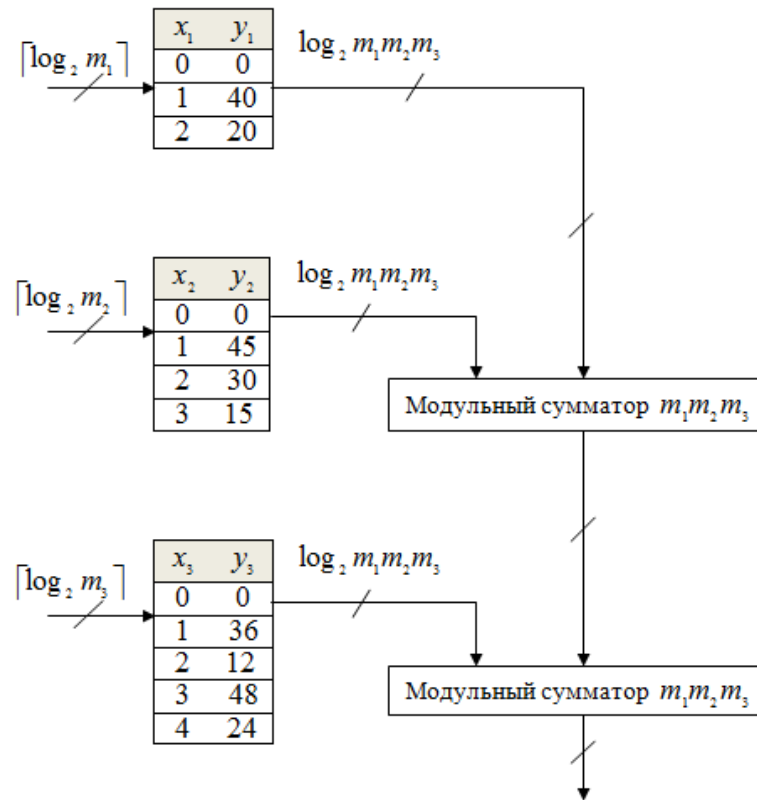 ⌈log₂ m₁⌉
x₁ y₁
0 0
1 40
2 20
log₂ m₁m₂m₃
⌈log₂ m₂⌉
x₂ y₂
0 0
1 45
2 30
3 15
log₂ m₁m₂m₃
Модульный сумматор m₁m₂m₃
⌈log₂ m₃⌉
x₃ y₃
0 0
1 36
2 12
3 48
4 24
log₂ m₁m₂m₃
Модульный сумматор m₁m₂m₃